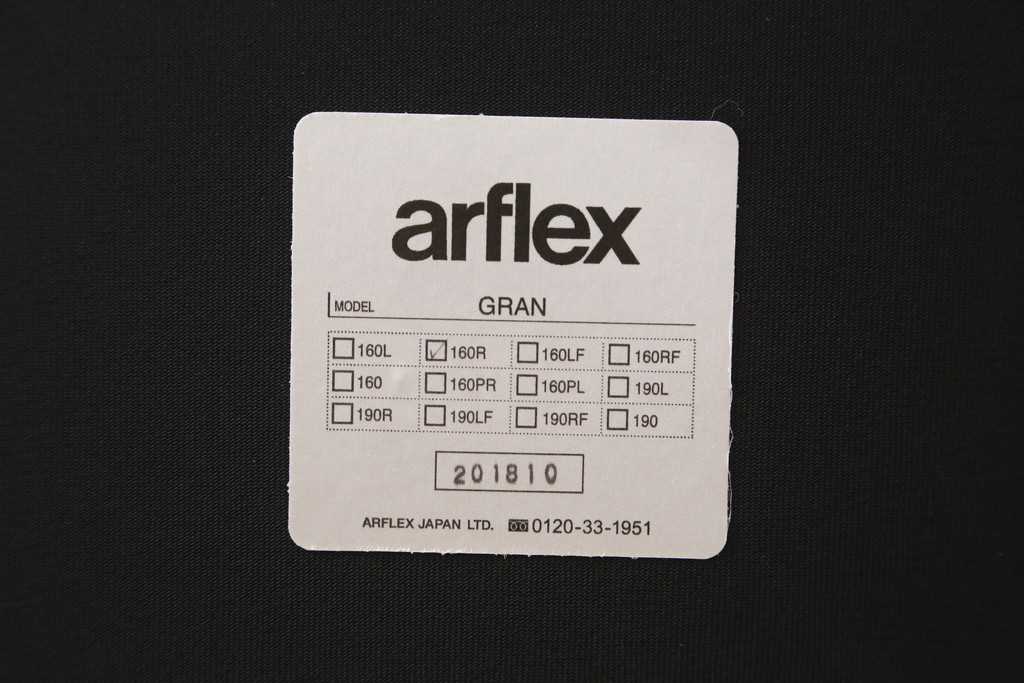 arflex
MODEL GRAN
160L 160R 160LF 160RF
160 160PR 160PL 190L
190R 190LF 190RF 190
201810
ARFLEX JAPAN LTD. 0120-33-1951